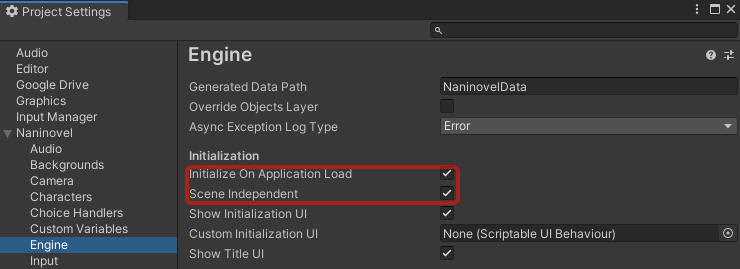 Project Settings
Engine
Audio
Editor
Google Drive
Graphics
Input Manager
Naninovel
Audio
Backgrounds
Camera
Characters
Choice Handlers
Custom Variables
Engine
Input
Generated Data Path NaninovelData
Override Objects Layer
Async Exception Log Type Error
Initialization
Initialize On Application Load
Scene Independent
Show Initialization UI
Custom Initialization UI None (Scriptable UI Behaviour)
Show Title UI